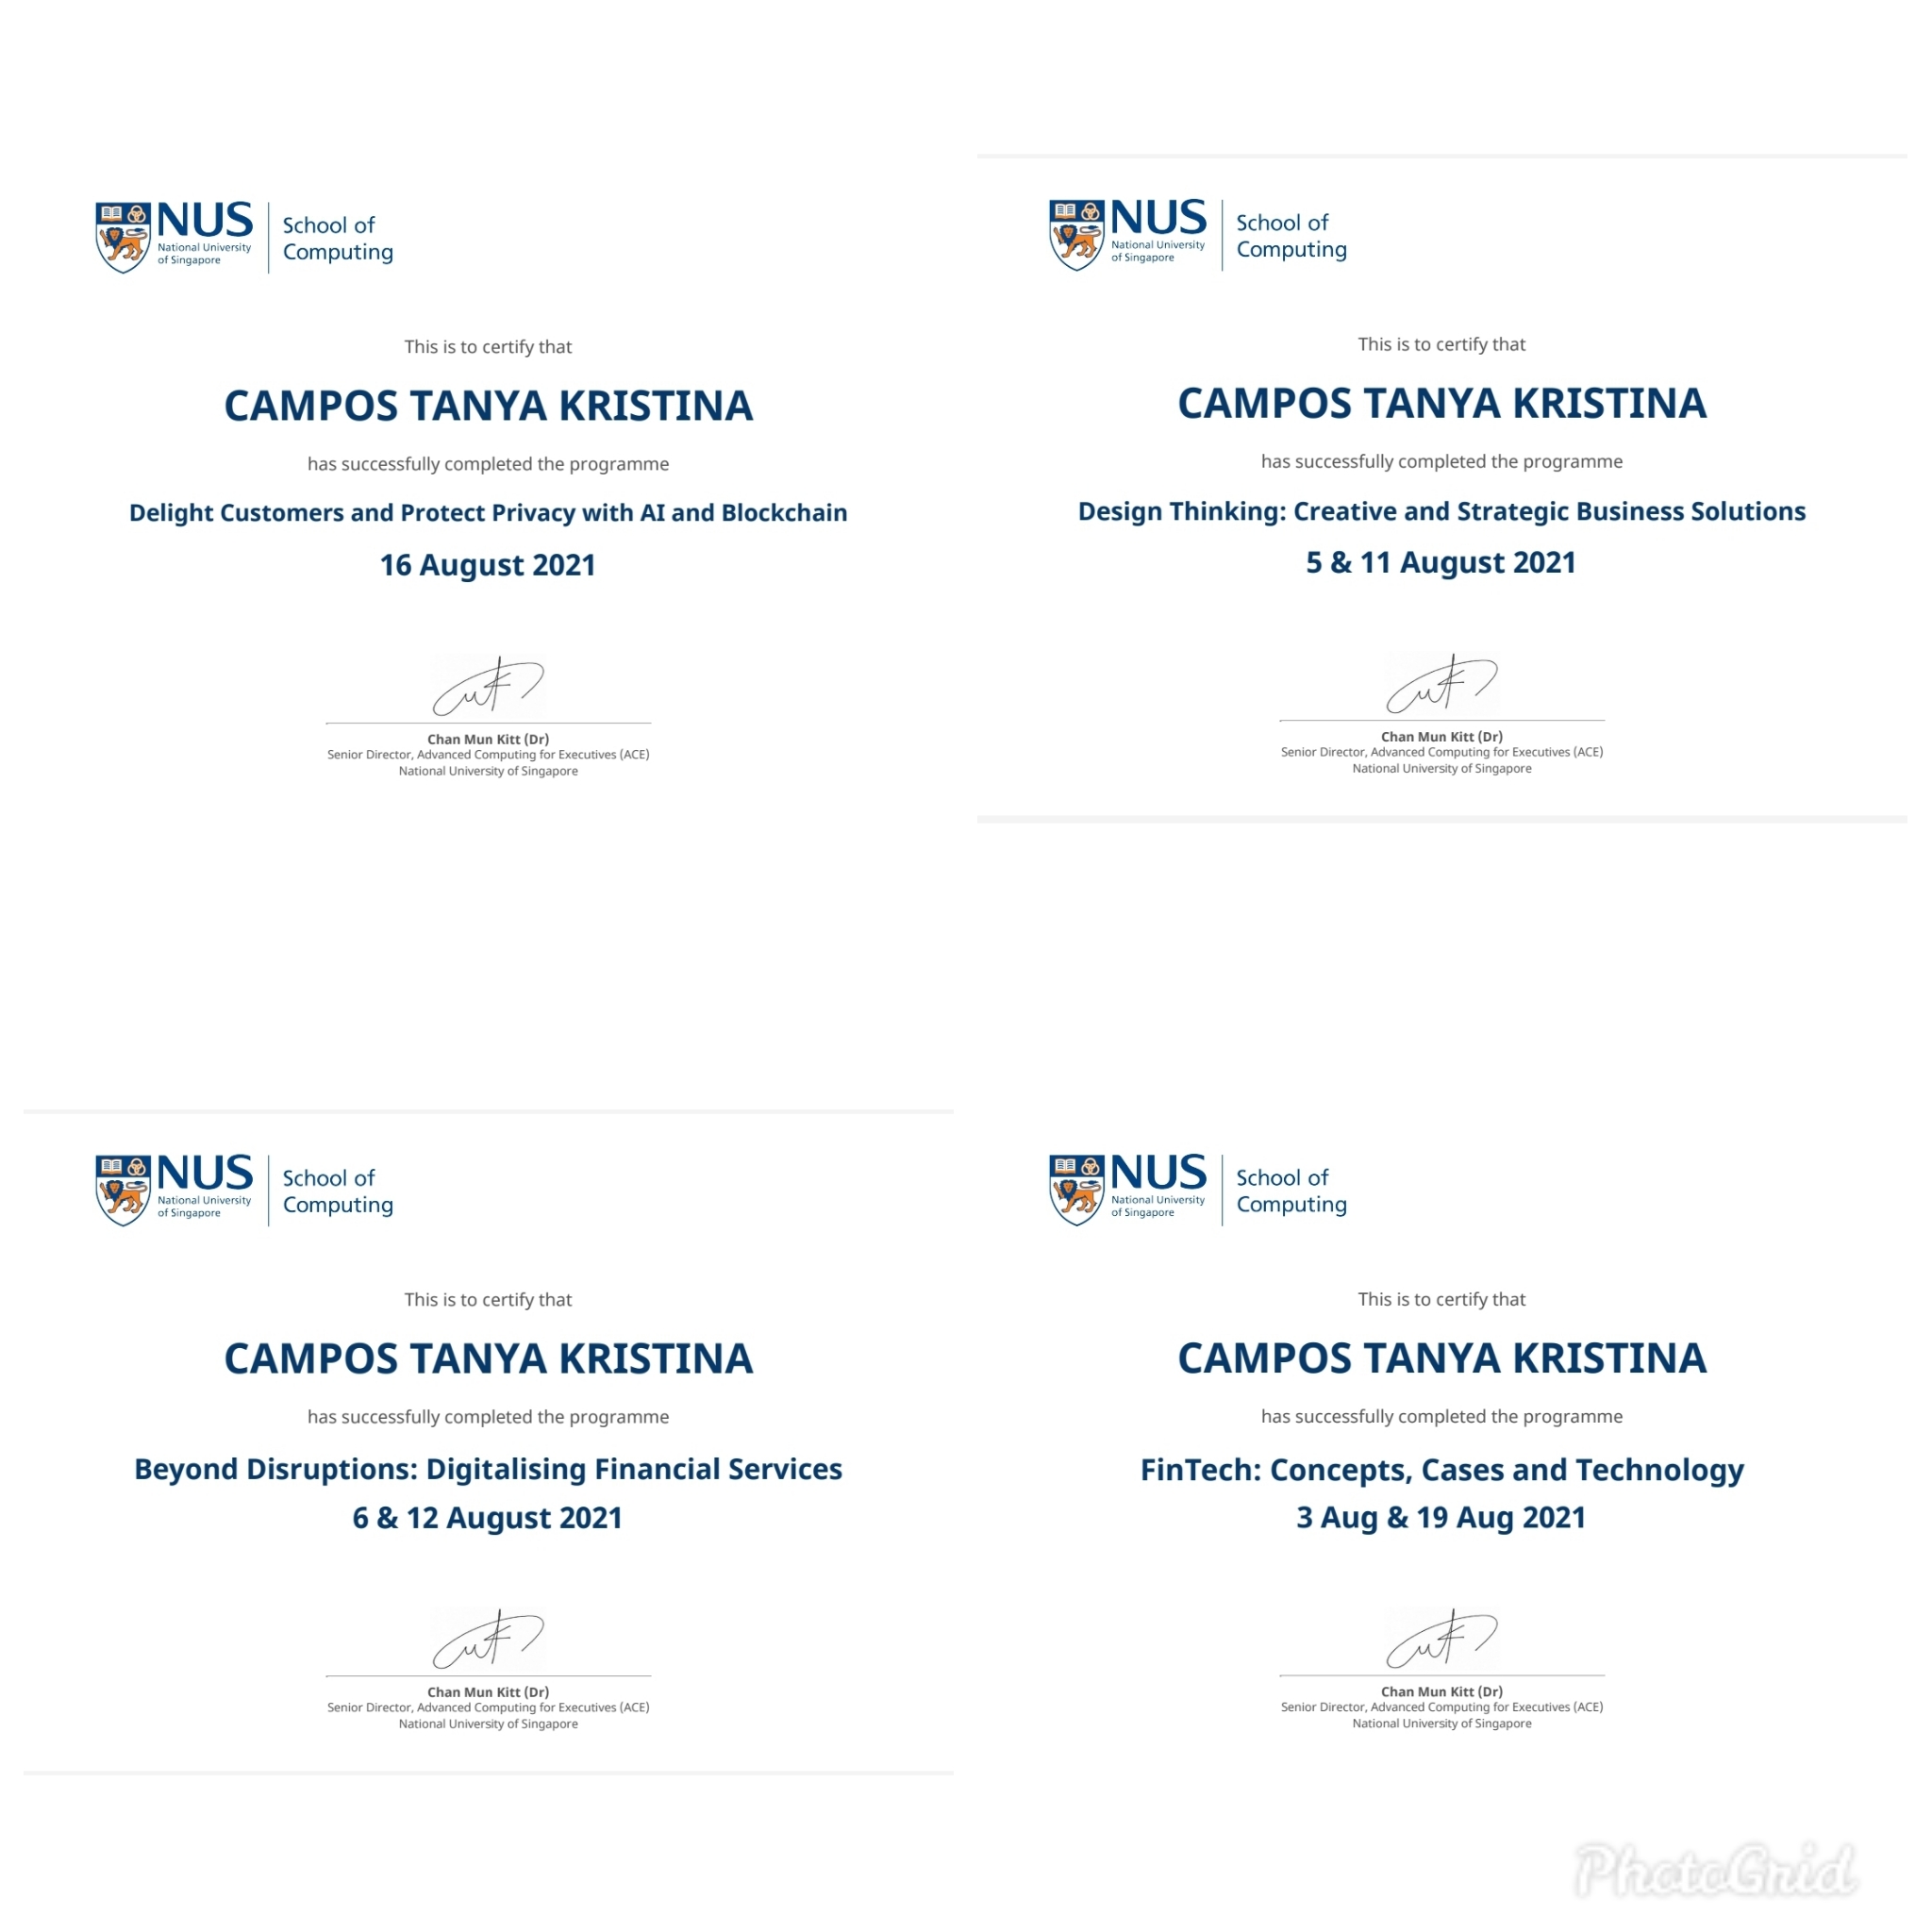 NUS
National University
of Singapore
School of
Computing
This is to certify that
CAMPOS TANYA KRISTINA
has successfully completed the programme
Delight Customers and Protect Privacy with AI and Blockchain
16 August 2021
Chan Mun Kitt (Dr)
Senior Director, Advanced Computing for Executives (ACE)
National University of Singapore
NUS
National University
of Singapore
School of
Computing
This is to certify that
CAMPOS TANYA KRISTINA
has successfully completed the programme
Design Thinking: Creative and Strategic Business Solutions
5 & 11 August 2021
Chan Mun Kitt (Dr)
Senior Director, Advanced Computing for Executives (ACE)
National University of Singapore
NUS
National University
of Singapore
School of
Computing
This is to certify that
CAMPOS TANYA KRISTINA
has successfully completed the programme
Beyond Disruptions: Digitalising Financial Services
6 & 12 August 2021
Chan Mun Kitt (Dr)
Senior Director, Advanced Computing for Executives (ACE)
National University of Singapore
NUS
National University
of Singapore
School of
Computing
This is to certify that
CAMPOS TANYA KRISTINA
has successfully completed the programme
FinTech: Concepts, Cases and Technology
3 Aug & 19 Aug 2021
Chan Mun Kitt (Dr)
Senior Director, Advanced Computing for Executives (ACE)
National University of Singapore
PhotoGrid